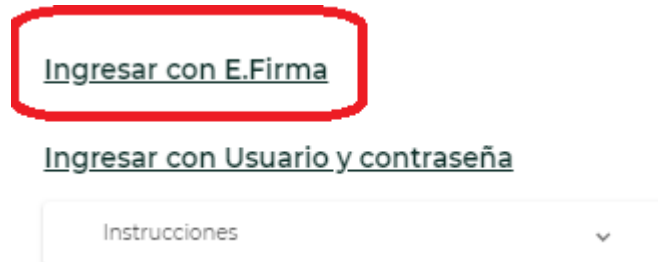 Ingresar con E.Firma
Ingresar con Usuario y contraseña
Instrucciones